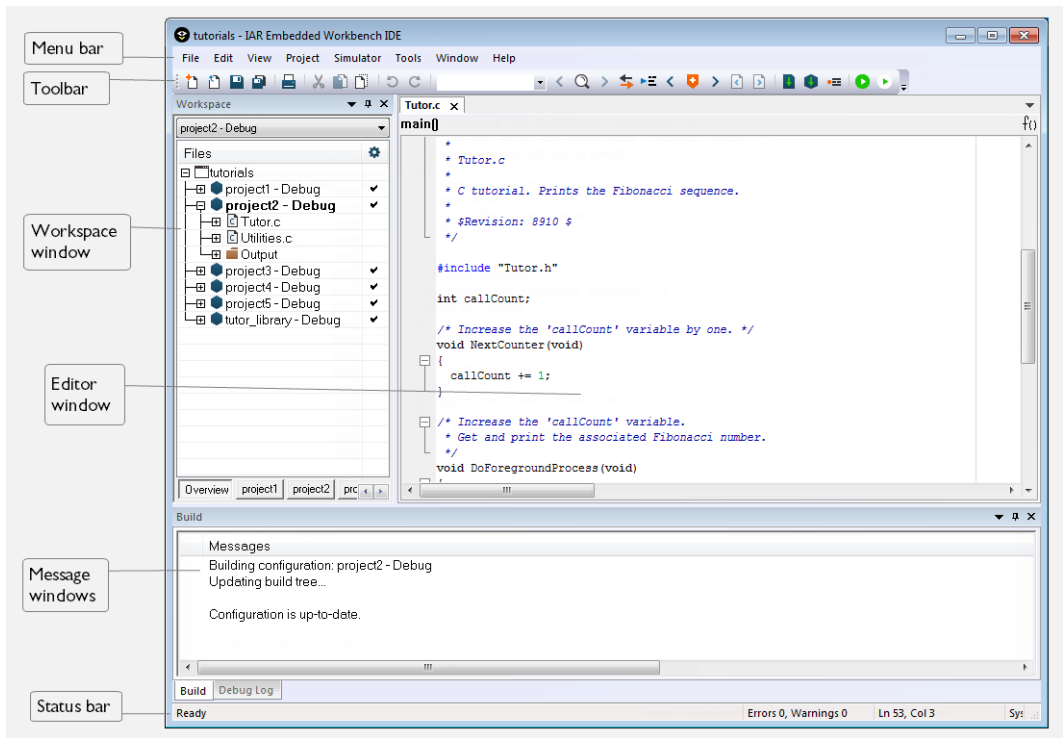 Menu bar
Toolbar
Workspace
window
Editor
window
Message
windows
Status bar
tutorials - IAR Embedded Workbench IDE
File Edit View Project Simulator Tools Window Help
Workspace
project2 - Debug
Files
tutorials
project1 - Debug
project2 - Debug
Tutor.c
Utilities.c
Output
project3 - Debug
project4 - Debug
project5 - Debug
tutor_library - Debug
Overview project1 project2 prc
Tutor.c x
main()
f()
*
* Tutor.c
*
* C tutorial. Prints the Fibonacci sequence.
*
* $Revision: 8910 $
*/
#include "Tutor.h"
int callCount;
/* Increase the 'callCount' variable by one. */
void NextCounter(void)
{
callCount += 1;
}
/* Increase the 'callCount' variable.
* Get and print the associated Fibonacci number.
*/
void DoForegroundProcess(void)
Build
Messages
Building configuration: project2 - Debug
Updating build tree...
Configuration is up-to-date.
Build Debug Log
Ready Errors 0, Warnings 0 Ln 53, Col 3 Sys